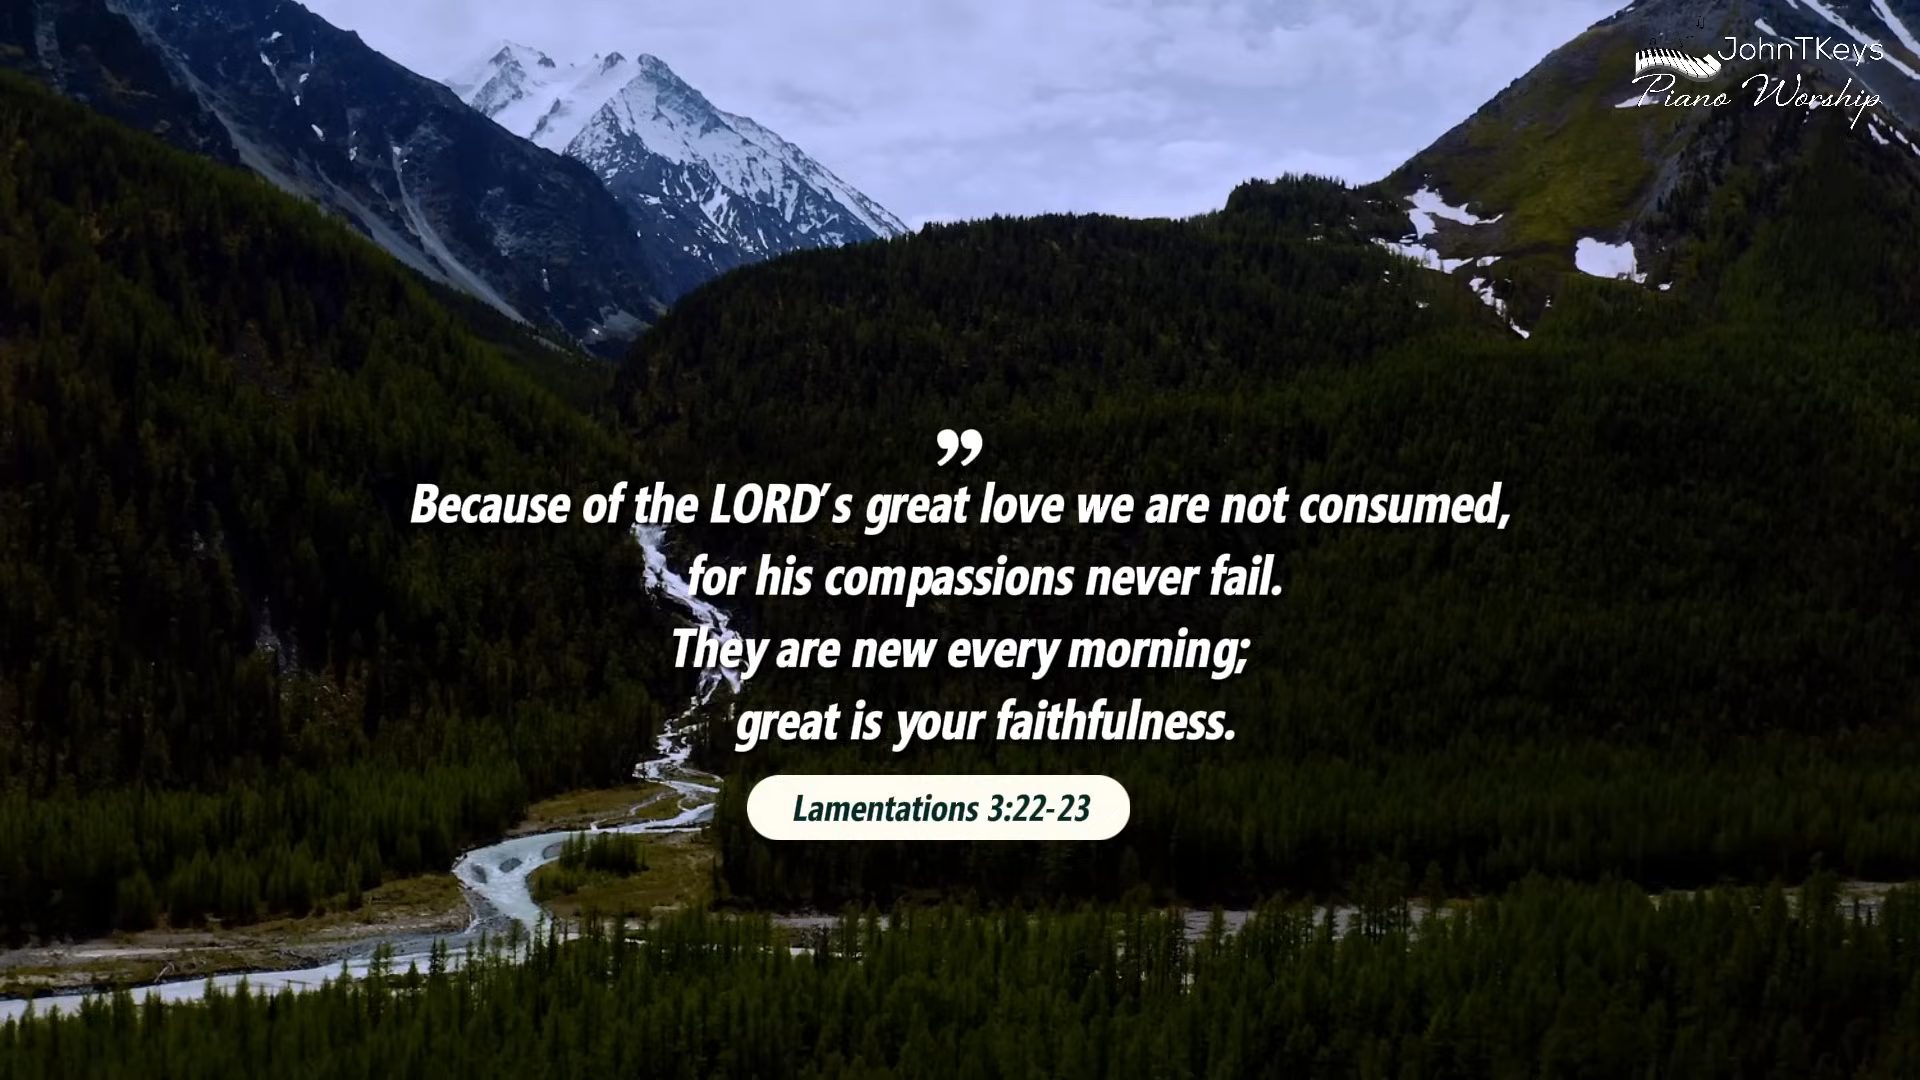 JohnTKeys
Piano Worship
”
Because of the LORD’s great love we are not consumed,
for his compassions never fail.
They are new every morning;
great is your faithfulness.
Lamentations 3:22-23